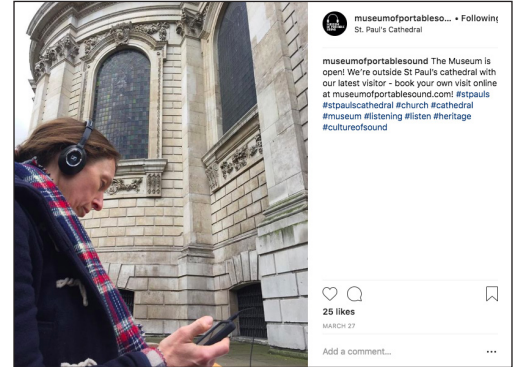 museumofportableso... • Following
St. Paul's Cathedral
museumofportablesound The Museum is
open! We're outside St Paul's cathedral with
our latest visitor - book your own visit online
at museumofportablesound.com! #stpauls
#stpaulscathedral #church #cathedral
#museum #listening #listen #heritage
#cultureofsound
25 likes
MARCH 27
Add a comment...